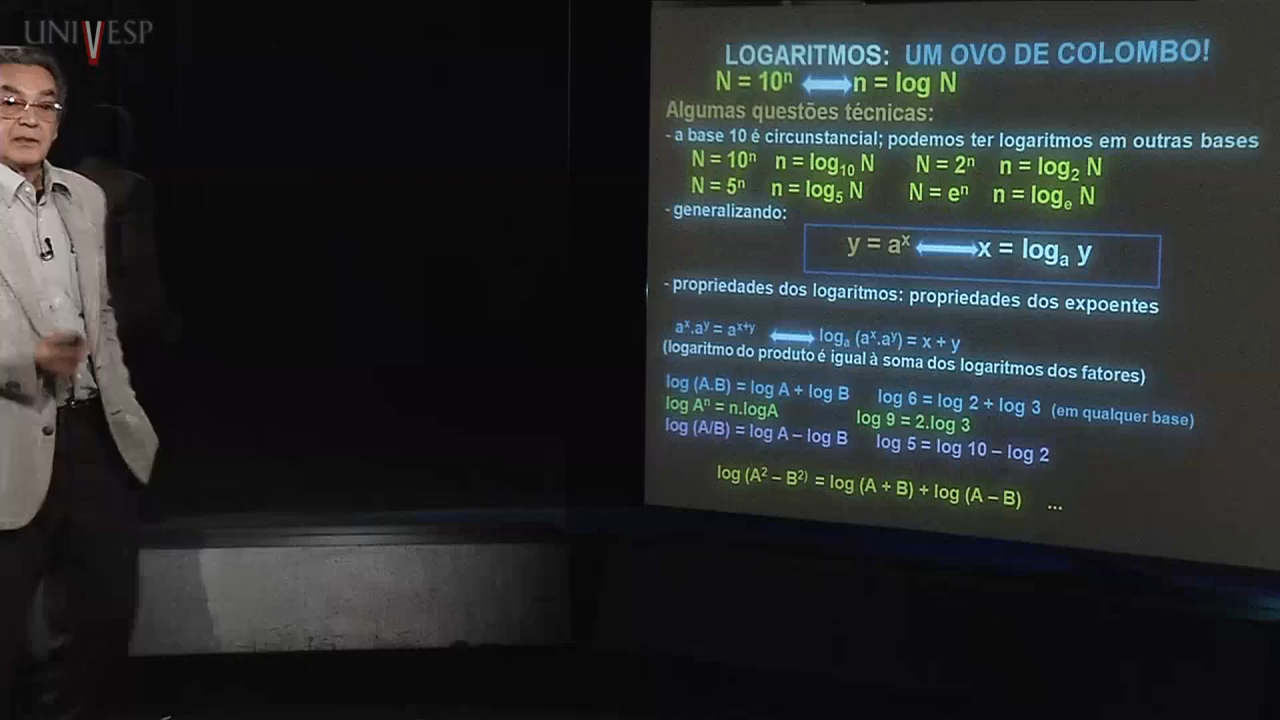 UNIVESP
LOGARITMOS: UM OVO DE COLOMBO!
N = 10ⁿ ⟷ n = log N
Algumas questões técnicas:
- a base 10 é circunstancial; podemos ter logaritmos em outras bases
N = 10ⁿ n = log₁₀ N N = 2ⁿ n = log₂ N
N = 5ⁿ n = log₅ N N = eⁿ n = logₑ N
- generalizando:
y = aˣ ⟷ x = logₐ y
- propriedades dos logaritmos: propriedades dos expoentes
aˣ.aʸ = aˣ⁺ʸ ⟷ logₐ (aˣ.aʸ) = x + y
(logaritmo do produto é igual à soma dos logaritmos dos fatores)
log (A.B) = log A + log B log 6 = log 2 + log 3 (em qualquer base)
log Aⁿ = n.logA log 9 = 2.log 3
log (A/B) = log A – log B log 5 = log 10 – log 2
log (A² – B²⁾ = log (A + B) + log (A – B) ...